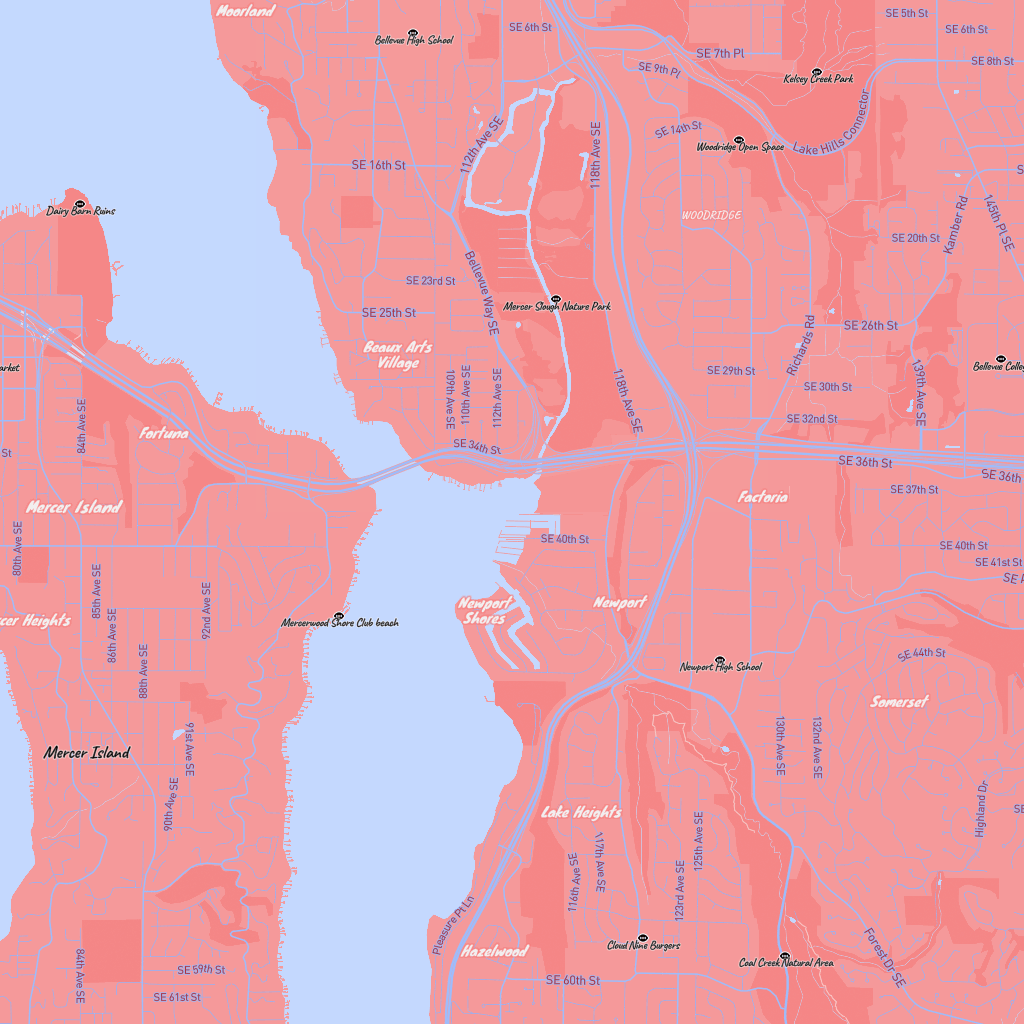 Moorland
SE 5th St
SE 6th St
SE 6th St
Bellevue High School
SE 7th Pl
SE 8th St
SE 9th Pl
Kelsey Creek Park
Lake Hills Connector
SE 14th St
112th Ave SE
118th Ave SE
Woodridge Open Space
SE 16th St
Dairy Barn Ruins
WOODRIDGE
Kamber Rd
145th Pl SE
SE 20th St
SE 23rd St
Bellevue Way SE
Mercer Slough Nature Park
SE 25th St
SE 26th St
Richards Rd
Beaux Arts
Village
109th Ave SE
110th Ave SE
112th Ave SE
118th Ave SE
SE 29th St
139th Ave SE
SE 30th St
84th Ave SE
Fortuna
SE 32nd St
SE 34th St
SE 36th St
SE 36th
SE 37th St
Mercer Island
Factoria
80th Ave SE
SE 40th St
SE 40th St
SE 41st St
85th Ave SE
86th Ave SE
92nd Ave SE
Newport
Shores
Newport
Mercerwood Shore Club beach
88th Ave SE
SE 44th St
Newport High School
Somerset
91st Ave SE
130th Ave SE
132nd Ave SE
Mercer Island
90th Ave SE
Lake Heights
Highland Dr
116th Ave SE
117th Ave SE
123rd Ave SE
125th Ave SE
Pleasure Pt Ln
Hazelwood
Cloud Nine Burgers
Coal Creek Natural Area
Forest Dr SE
84th Ave SE
SE 59th St
SE 60th St
SE 61st St